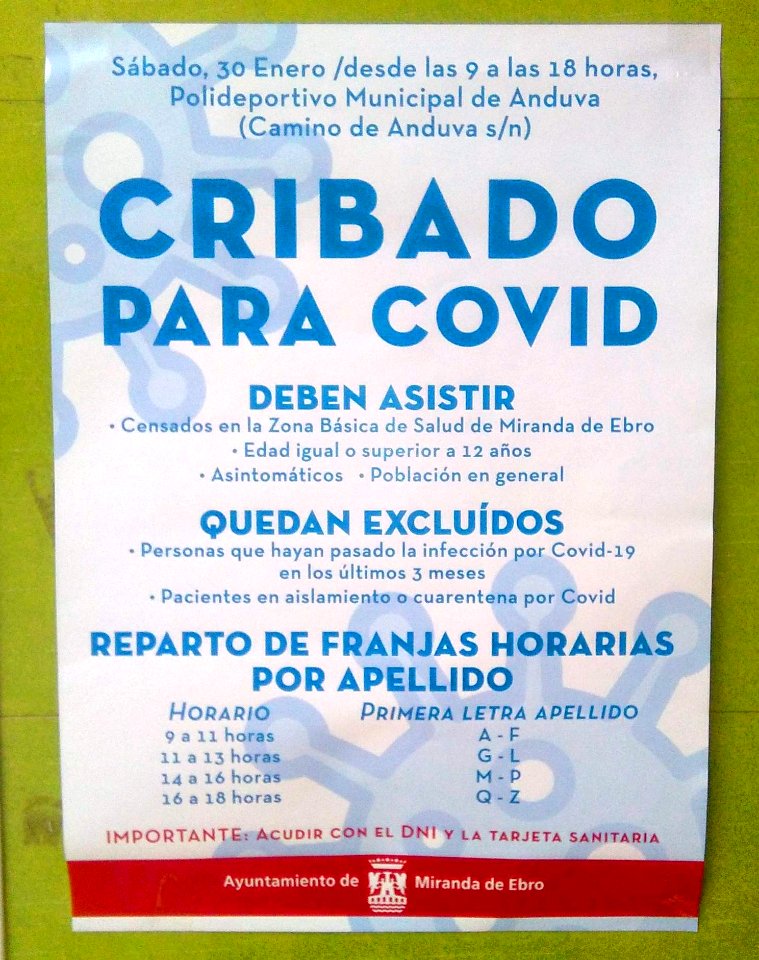 Sábado, 30 Enero /desde las 9 a las 18 horas,
Polideportivo Municipal de Anduva
(Camino de Anduva s/n)
CRIBADO
PARA COVID
DEBEN ASISTIR
• Censados en la Zona Básica de Salud de Miranda de Ebro
• Edad igual o superior a 12 años
• Asintomáticos • Población en general
QUEDAN EXCLUÍDOS
• Personas que hayan pasado la infección por Covid-19
en los últimos 3 meses
• Pacientes en aislamiento o cuarentena por Covid
REPARTO DE FRANJAS HORARIAS
POR APELLIDO
HORARIO PRIMERA LETRA APELLIDO
9 a 11 horas A - F
11 a 13 horas G - L
14 a 16 horas M - P
16 a 18 horas Q - Z
IMPORTANTE: ACUDIR CON EL DNI Y LA TARJETA SANITARIA
Ayuntamiento de Miranda de Ebro